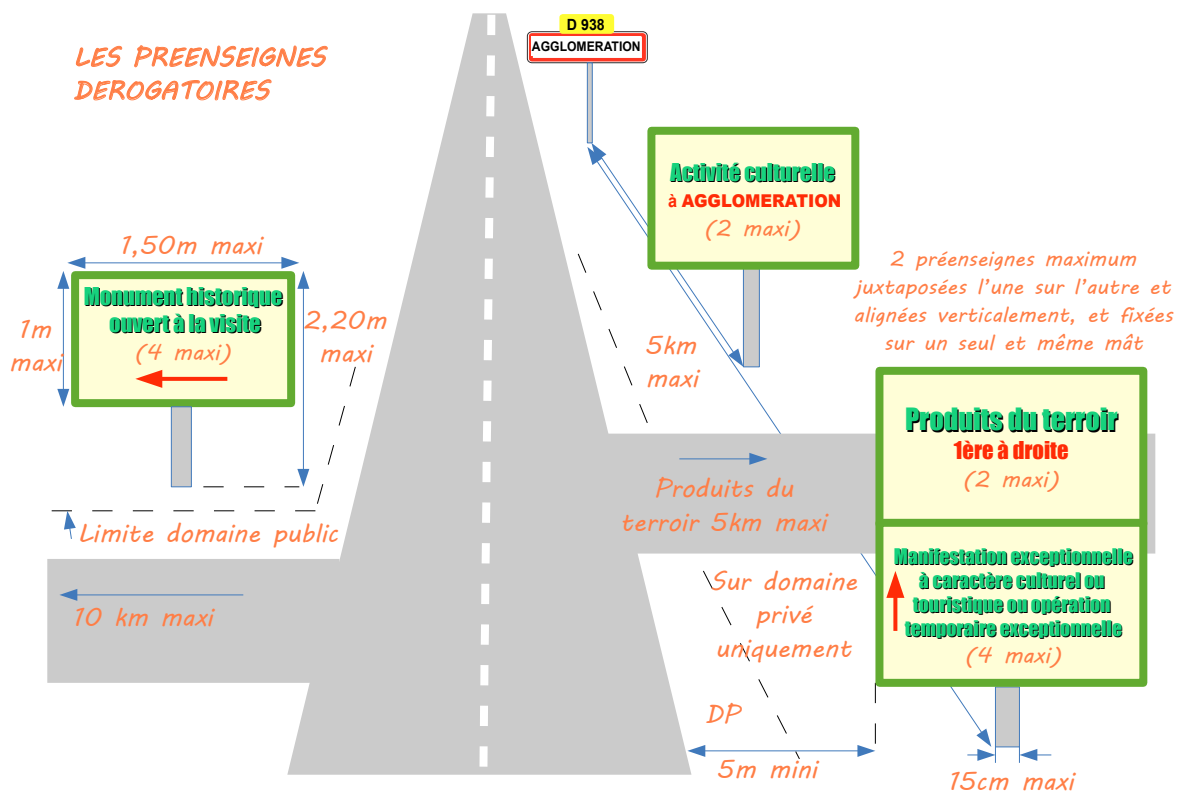 LES PREENSEIGNES
DEROGATOIRES
D 938
AGGLOMERATION
Activité culturelle
à AGGLOMERATION
(2 maxi)
1,50m maxi
1m
maxi
Monument historique
ouvert à la visite
(4 maxi)
2,20m
maxi
Limite domaine public
10 km maxi
5km
maxi
2 préenseignes maximum
juxtaposées l'une sur l'autre et
alignées verticalement, et fixées
sur un seul et même mât
Produits du terroir
1ère à droite
(2 maxi)
Produits du
terroir 5km maxi
Manifestation exceptionnelle
à caractère culturel ou
touristique ou opération
temporaire exceptionnelle
(4 maxi)
Sur domaine
privé
uniquement
DP
5m mini
15cm maxi